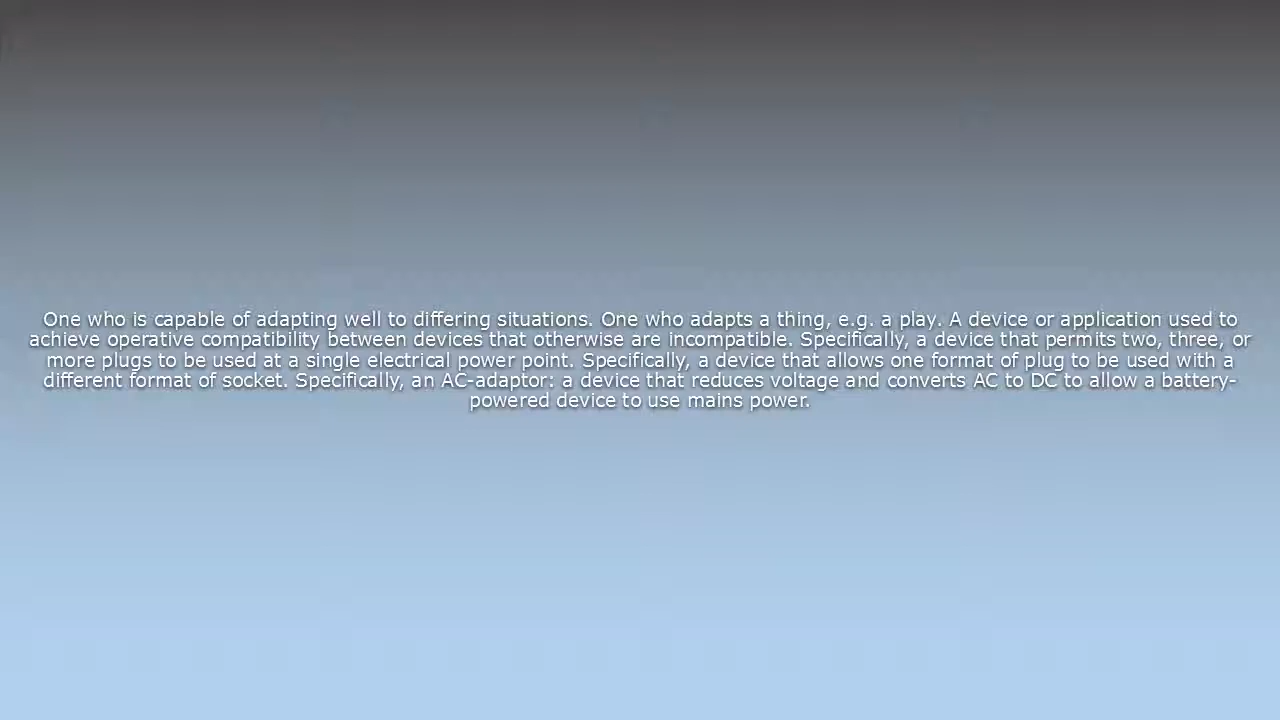 One who is capable of adapting well to differing situations. One who adapts a thing, e.g. a play. A device or application used to
achieve operative compatibility between devices that otherwise are incompatible. Specifically, a device that permits two, three, or
more plugs to be used at a single electrical power point. Specifically, a device that allows one format of plug to be used with a
different format of socket. Specifically, an AC-adaptor: a device that reduces voltage and converts AC to DC to allow a battery-
powered device to use mains power.